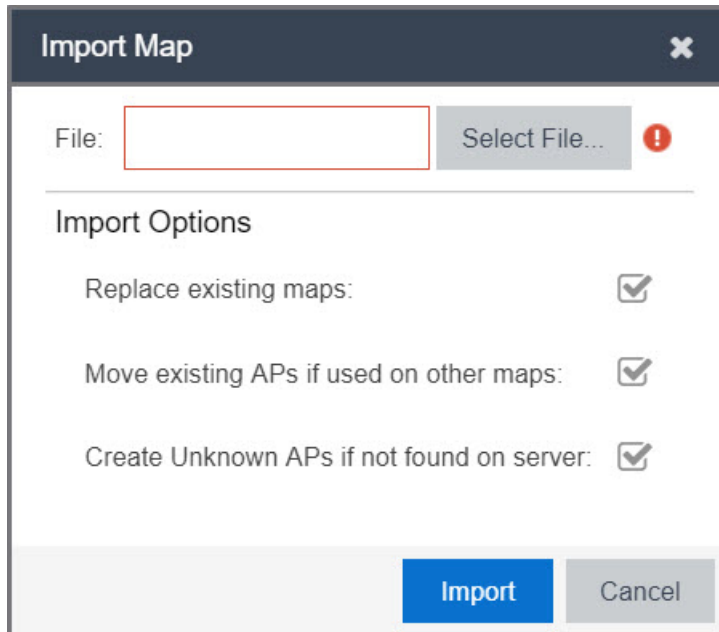 Import Map
File:
Select File...
Import Options
Replace existing maps:
Move existing APs if used on other maps:
Create Unknown APs if not found on server:
Import
Cancel